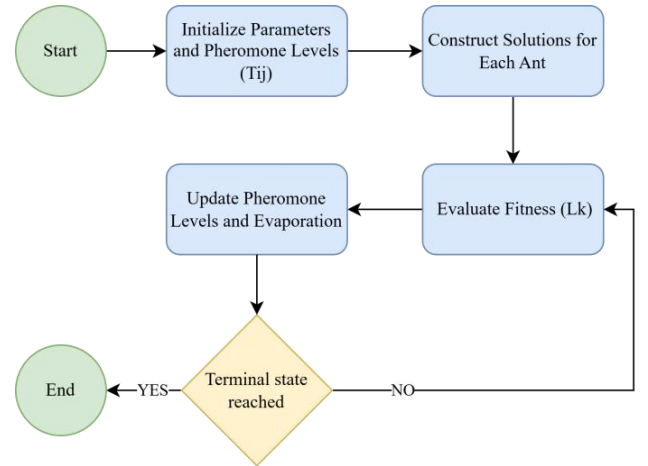 Start
Initialize Parameters
and Pheromone Levels
(Tij)
Construct Solutions for
Each Ant
Update Pheromone
Levels and Evaporation
Evaluate Fitness (Lk)
End
YES
Terminal state
reached
NO